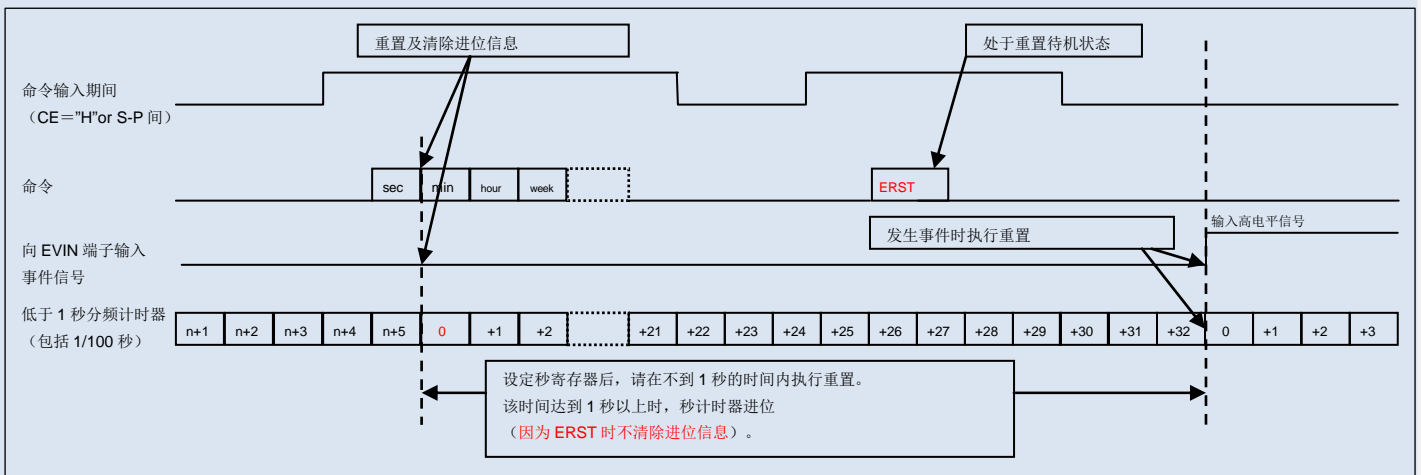 重置及清除进位信息
处于重置待机状态
命令输入期间
（CE＝”H”or S-P 间）
命令
sec min hour week
ERST
输入高电平信号
发生事件时执行重置
向 EVIN 端子输入
事件信号
低于 1 秒分频计时器
（包括 1/100 秒）
n+1 n+2 n+3 n+4 n+5 0 +1 +2 +21 +22 +23 +24 +25 +26 +27 +28 +29 +30 +31 +32 0 +1 +2 +3
设定秒寄存器后，请在不到 1 秒的时间内执行重置。
该时间达到 1 秒以上时，秒计时器进位
（因为 ERST 时不清除进位信息）。